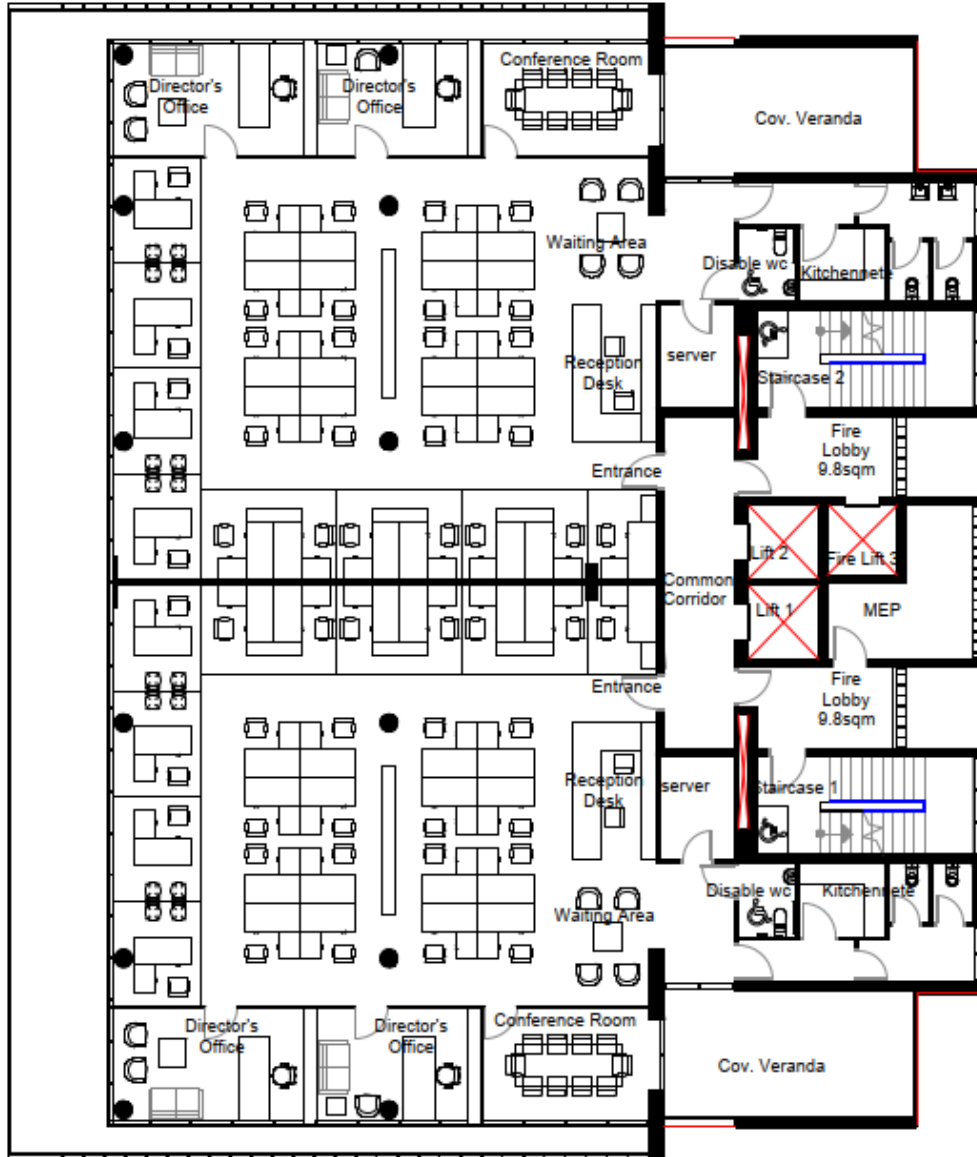 Conference Room
Director's
Office
Director's
Office
Cov. Veranda
Waiting Area
Disable wc
Kitchennete
server
Reception
Desk
Staircase 2
Fire
Lobby
9.8sqm
Entrance
Lift 2
Fire Lift 3
Common
Corridor
Lift 1
MEP
Entrance
Fire
Lobby
9.8sqm
Reception
Desk
server
Staircase 1
Disable wc
Kitchennete
Waiting Area
Director's
Office
Director's
Office
Conference Room
Cov. Veranda